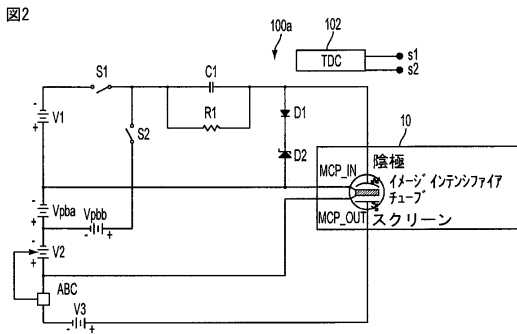 図2
100a
102
TDC
s1
s2
S1
C1
R1
D1
D2
V1
S2
10
MCP_IN
陰極
イメージインテンシファイア
チューブ
MCP_OUT
スクリーン
Vpba
Vpbb
V2
ABC
V3
- + - + - + - + - +